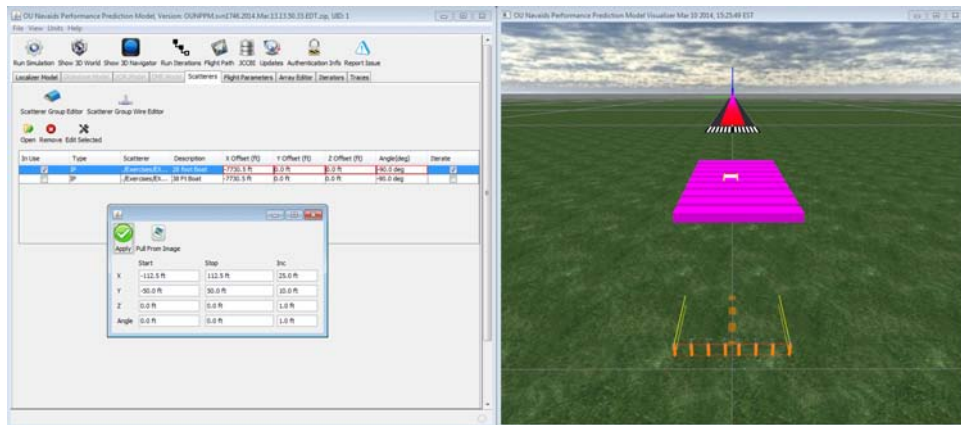 OU Navaids Performance Prediction Model, Version: OUNPPM.svn1746.2014.Mar.13.13.50.33.EDT.zip, UID: 1
File View Units Help
Run Simulation Show 3D World Show 3D Navigator Run Iterations Flight Path JCCBI Updates Authentication Info Report Issue
Localizer Model Scatterers Flight Parameters Array Editor Iterators Traces
Scatterer Group Editor Scatterer Group Wire Editor
Open Remove Edit Selected
In Use Type Scatterer Description X Offset (ft) Y Offset (ft) Z Offset (ft) Angle(deg) Iterate
IP ./Exercises/EX... 28 Foot Boat -7730.5 ft 0.0 ft 0.0 ft -90.0 deg
IP ./Exercises/EX... 38 Ft Boat -7730.5 ft 0.0 ft 0.0 ft -90.0 deg
Apply Pull From Image
Start Stop Inc
X -112.5 ft 112.5 ft 25.0 ft
Y -50.0 ft 50.0 ft 10.0 ft
Z 0.0 ft 0.0 ft 1.0 ft
Angle 0.0 ft 0.0 ft 1.0 ft
OU Navaids Performance Prediction Model Visualizer Mar 10 2014, 15:25:49 EST